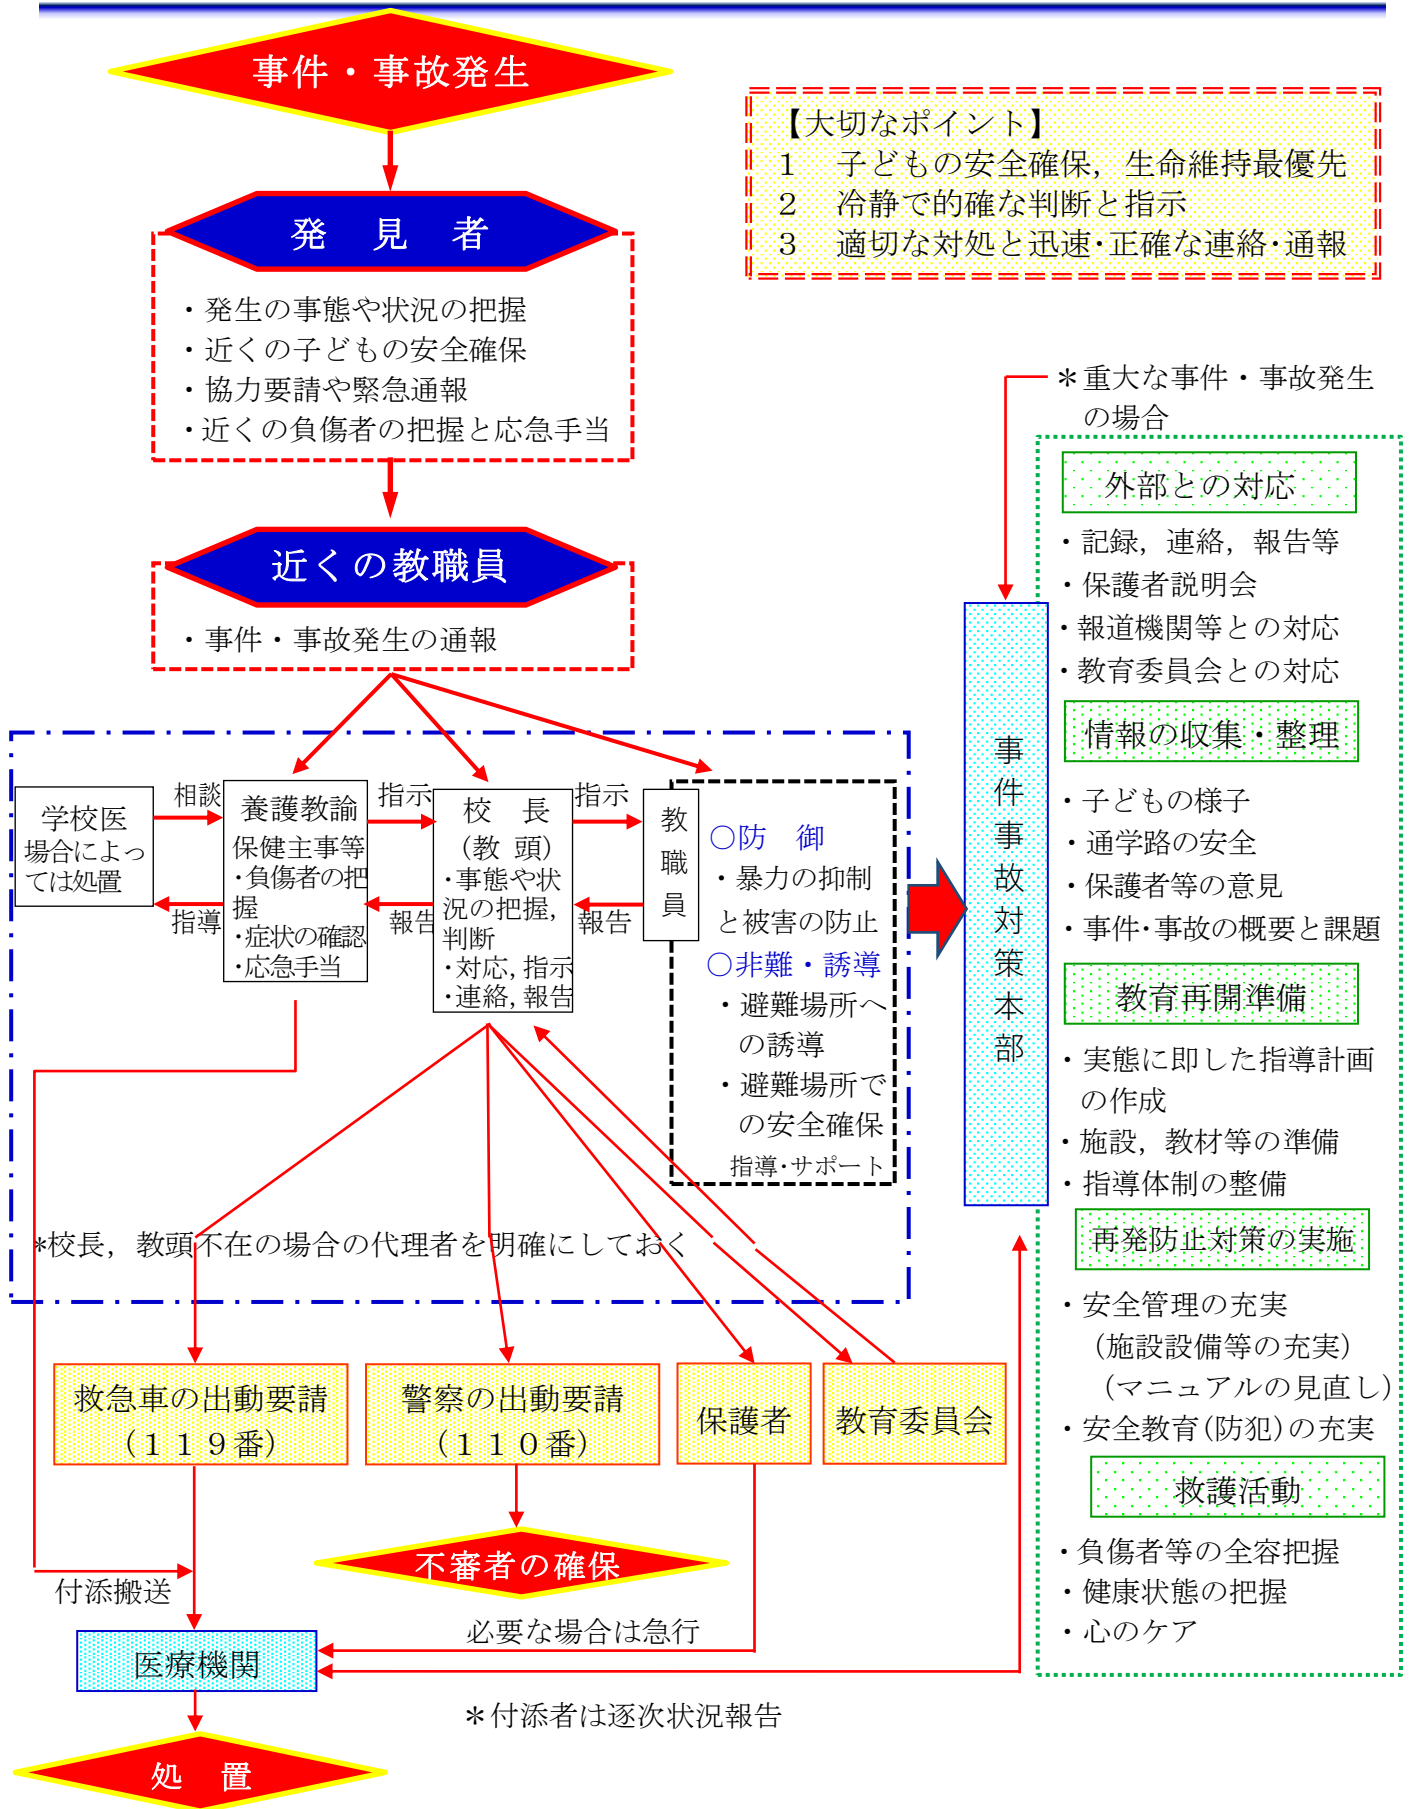 事件・事故発生
【大切なポイント】
１　子どもの安全確保，生命維持最優先
２　冷静で的確な判断と指示
３　適切な対処と迅速・正確な連絡・通報
発　見　者
・発生の事態や状況の把握
・近くの子どもの安全確保
・協力要請や緊急通報
・近くの負傷者の把握と応急手当
近くの教職員
・事件・事故発生の通報
学校医
場合によっ
ては処置
相談
指導
養護教諭
保健主事等
・負傷者の把
握
・症状の確認
・応急手当
指示
報告
校　長
（教 頭）
・事態や状
況の把握，
判断
・対応，指示
・連絡，報告
指示
報告
教職員
○防　御
・暴力の抑制
と被害の防止
○非難・誘導
・避難場所へ
の誘導
・避難場所で
の安全確保
指導・サポート
*校長，教頭不在の場合の代理者を明確にしておく
救急車の出動要請
（１１９番）
警察の出動要請
（１１０番）
保護者
教育委員会
不審者の確保
付添搬送
必要な場合は急行
医療機関
＊付添者は逐次状況報告
処　置
＊重大な事件・事故発生
の場合
事件事故対策本部
外部との対応
・記録，連絡，報告等
・保護者説明会
・報道機関等との対応
・教育委員会との対応
情報の収集・整理
・子どもの様子
・通学路の安全
・保護者等の意見
・事件・事故の概要と課題
教育再開準備
・実態に即した指導計画
の作成
・施設，教材等の準備
・指導体制の整備
再発防止対策の実施
・安全管理の充実
（施設設備等の充実）
（マニュアルの見直し）
・安全教育（防犯）の充実
救護活動
・負傷者等の全容把握
・健康状態の把握
・心のケア